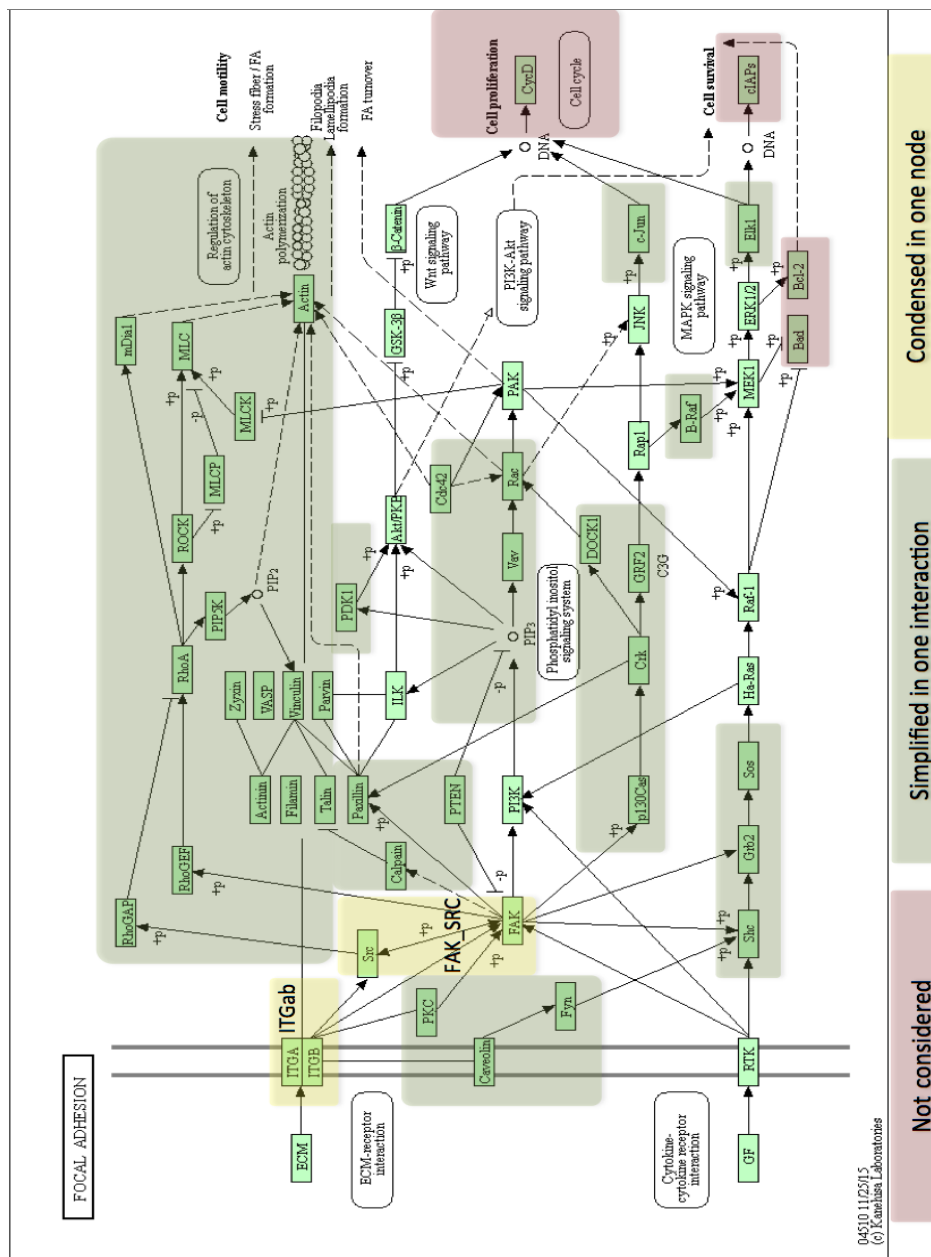 FOCAL ADHESION
RhoGAP
+p
mDia1
Cell motility
RhoGEF
+p
RhoA
ROCK
+p
MLC
+p
Regulation of
actin cytoskeleton
Stress fiber / FA
formation
PIP5K
+p
MLCP
-p
MLCK
+p
Zyxin
PIP2
Actinin
VASP
Actin
polymerization
Filamin
Vinculin
Actin
ECM
ITGA
ITGB
ITGab
Talin
Parvin
Filopodia
Lamellipodia
formation
ECM-receptor
interaction
Src
+p
Paxillin
+p
PDK1
+p
FA turnover
Calpain
ILK
Akt/PKB
+p
GSK-3β
β-Catenin
+p
PKC
+p
FAK_SRC
PTEN
-p
Cdc42
Wnt signaling
pathway
Cell proliferation
Caveolin
FAK
-p
PI3K
PIP3
Vav
Rac
PAK
PI3K-Akt
signaling pathway
DNA
CycD
Cell cycle
Fyn
Phosphatidyl inositol
signaling system
+p
DOCK1
p130Cas
+p
Crk
GRF2
C3G
Rap1
JNK
+p
c-Jun
Cytokine-
cytokine receptor
interaction
B-Raf
+p
+p
MAPK signaling
pathway
Cell survival
GF
RTK
Shc
+p
+p
Grb2
Sos
Ha-Ras
Raf-1
+p
MEK1
+p
ERK1/2
+p
Elk1
DNA
cIAPs
+p
+p
Bad
Bcl-2
04510 11/25/15
(c) Kanehisa Laboratories
Not considered
Simplified in one interaction
Condensed in one node